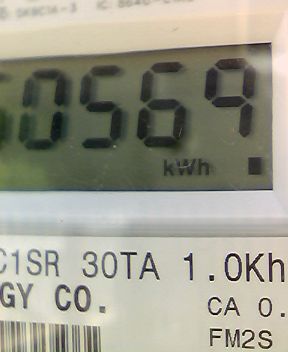 0569
kWh
C1SR 30TA 1.0Kh
GY CO.
CA 0.
FM2S